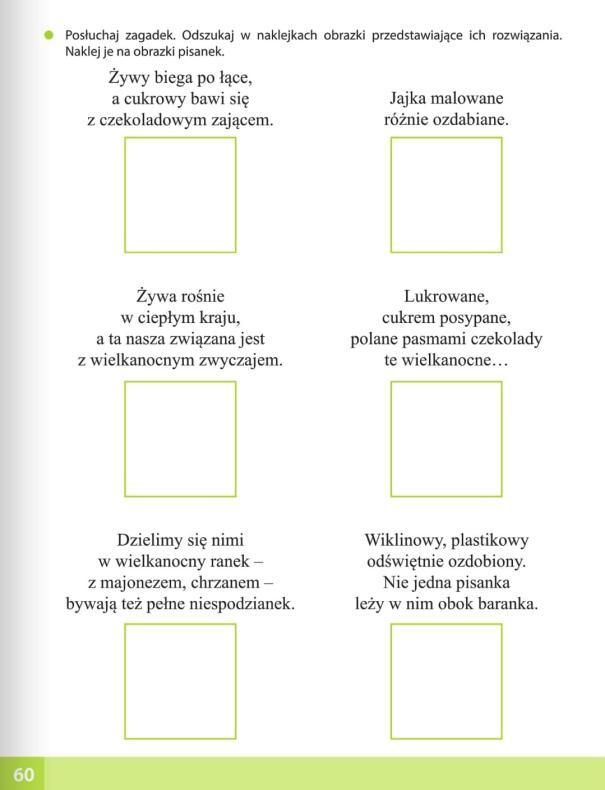 Posłuchaj zagadek. Odszukaj w naklejkach obrazki przedstawiające ich rozwiązania.
Naklej je na obrazki pisanek.
Żywy biega po łące,
a cukrowy bawi się
z czekoladowym zającem.
Jajka malowane
różnie ozdabiane.
Żywa rośnie
w ciepłym kraju,
a ta nasza związana jest
z wielkanocnym zwyczajem.
Lukrowane,
cukrem posypane,
polane pasmami czekolady
te wielkanocne…
Dzielimy się nimi
w wielkanocny ranek –
z majonezem, chrzanem –
bywają też pełne niespodzianek.
Wiklinowy, plastikowy
odświętnie ozdobiony.
Nie jedna pisanka
leży w nim obok baranka.
60